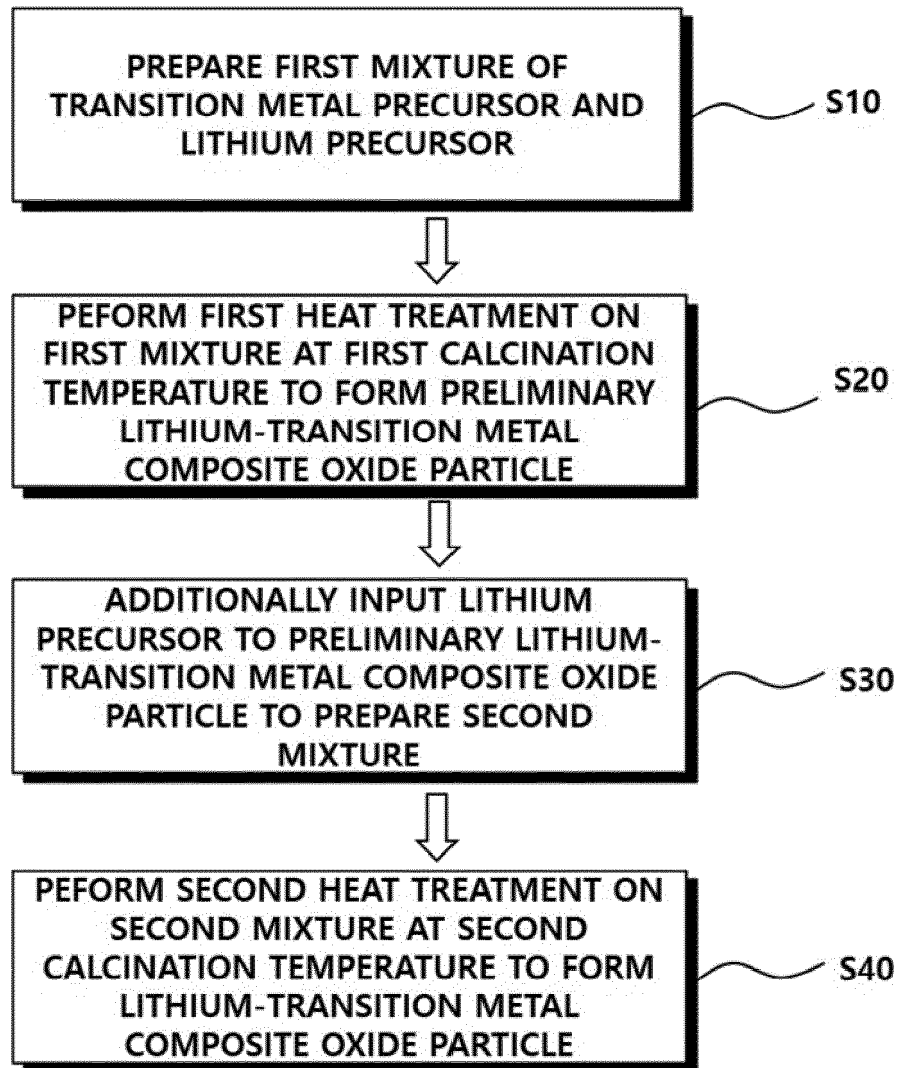 PREPARE FIRST MIXTURE OF
TRANSITION METAL PRECURSOR AND
LITHIUM PRECURSOR
S10
PEFORM FIRST HEAT TREATMENT ON
FIRST MIXTURE AT FIRST CALCINATION
TEMPERATURE TO FORM PRELIMINARY
LITHIUM-TRANSITION METAL
COMPOSITE OXIDE PARTICLE
S20
ADDITIONALLY INPUT LITHIUM
PRECURSOR TO PRELIMINARY LITHIUM-
TRANSITION METAL COMPOSITE OXIDE
PARTICLE TO PREPARE SECOND
MIXTURE
S30
PEFORM SECOND HEAT TREATMENT ON
SECOND MIXTURE AT SECOND
CALCINATION TEMPERATURE TO FORM
LITHIUM-TRANSITION METAL
COMPOSITE OXIDE PARTICLE
S40